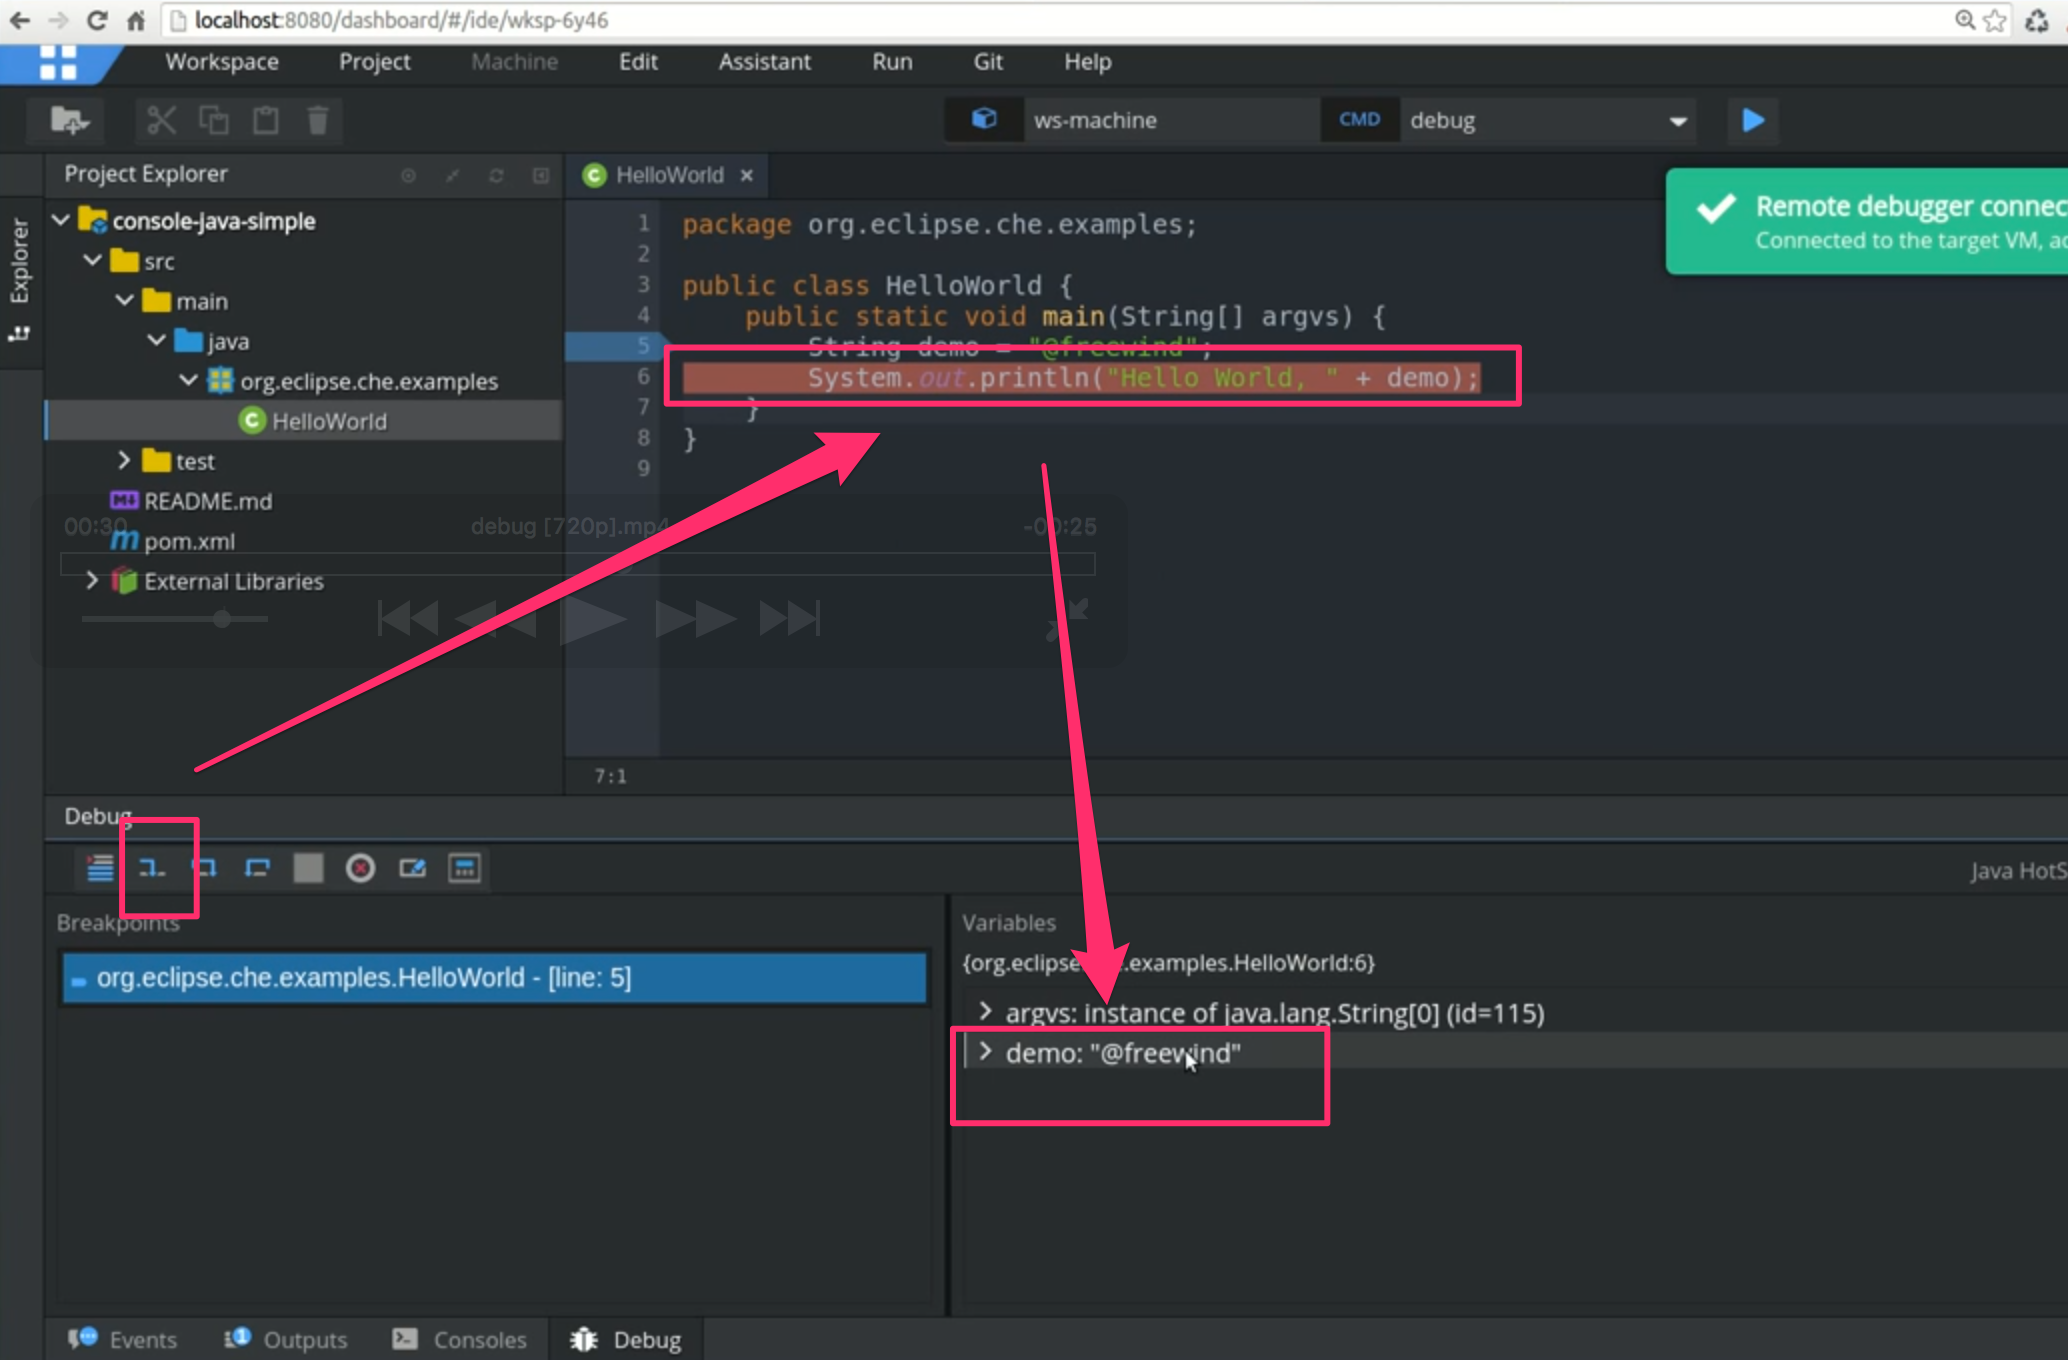 localhost:8080/dashboard/#/ide/wksp-6y46
Workspace Project Machine Edit Assistant Run Git Help
ws-machine CMD debug
Project Explorer
HelloWorld ×
Explorer
console-java-simple
src
main
java
org.eclipse.che.examples
C HelloWorld
test
M README.md
m pom.xml
External Libraries
1 package org.eclipse.che.examples;
2
3 public class HelloWorld {
4 public static void main(String[] argvs) {
5 String demo = "@freewind";
6 System.out.println("Hello World, " + demo);
7 }
8 }
9
Remote debugger connec
Connected to the target VM, ad
00:30 debug [720p].mp4 -00:25
7:1
Debug
Java HotS
Breakpoints
org.eclipse.che.examples.HelloWorld - [line: 5]
Variables
{org.eclipse.examples.HelloWorld:6}
argvs: instance of java.lang.String[0] (id=115)
demo: "@freewind"
Events 1 Outputs Consoles Debug